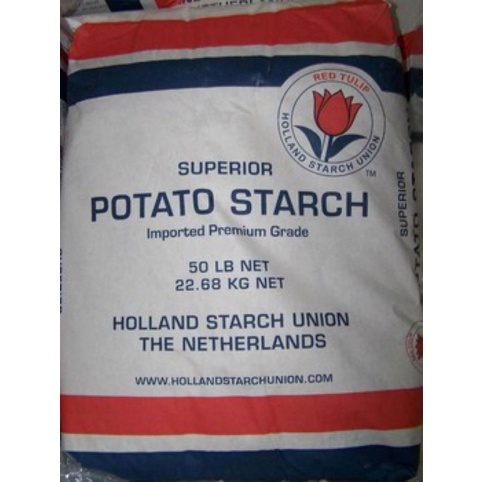 RED TULIP
HOLLAND STARCH UNION
TM
SUPERIOR
POTATO STARCH
Imported Premium Grade
50 LB NET
22.68 KG NET
HOLLAND STARCH UNION
THE NETHERLANDS
WWW.HOLLANDSTARCHUNION.COM
SUPERIOR